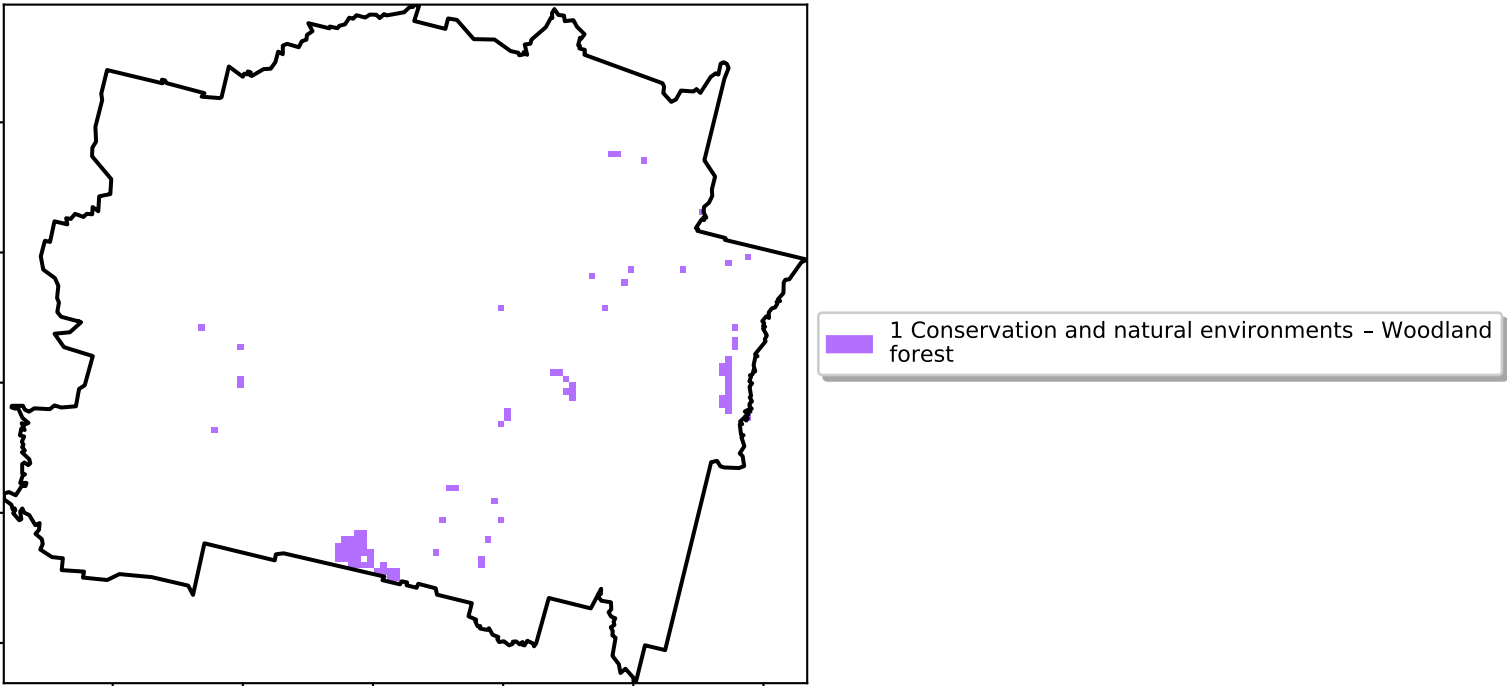 1 Conservation and natural environments – Woodland
forest